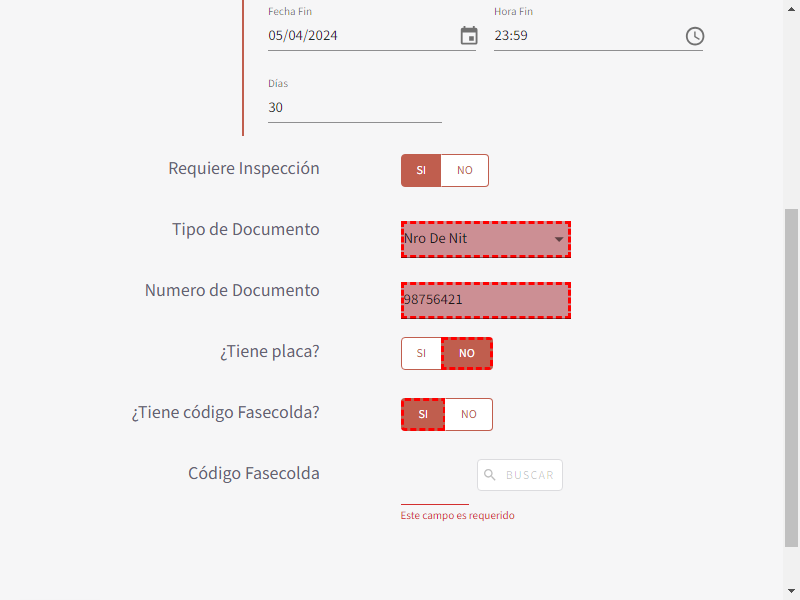 Fecha Fin Hora Fin
05/04/2024 23:59
Días
30
Requiere Inspección SI NO
Tipo de Documento Nro De Nit
Numero de Documento 98756421
¿Tiene placa? SI NO
¿Tiene código Fasecolda? SI NO
Código Fasecolda BUSCAR
Este campo es requerido